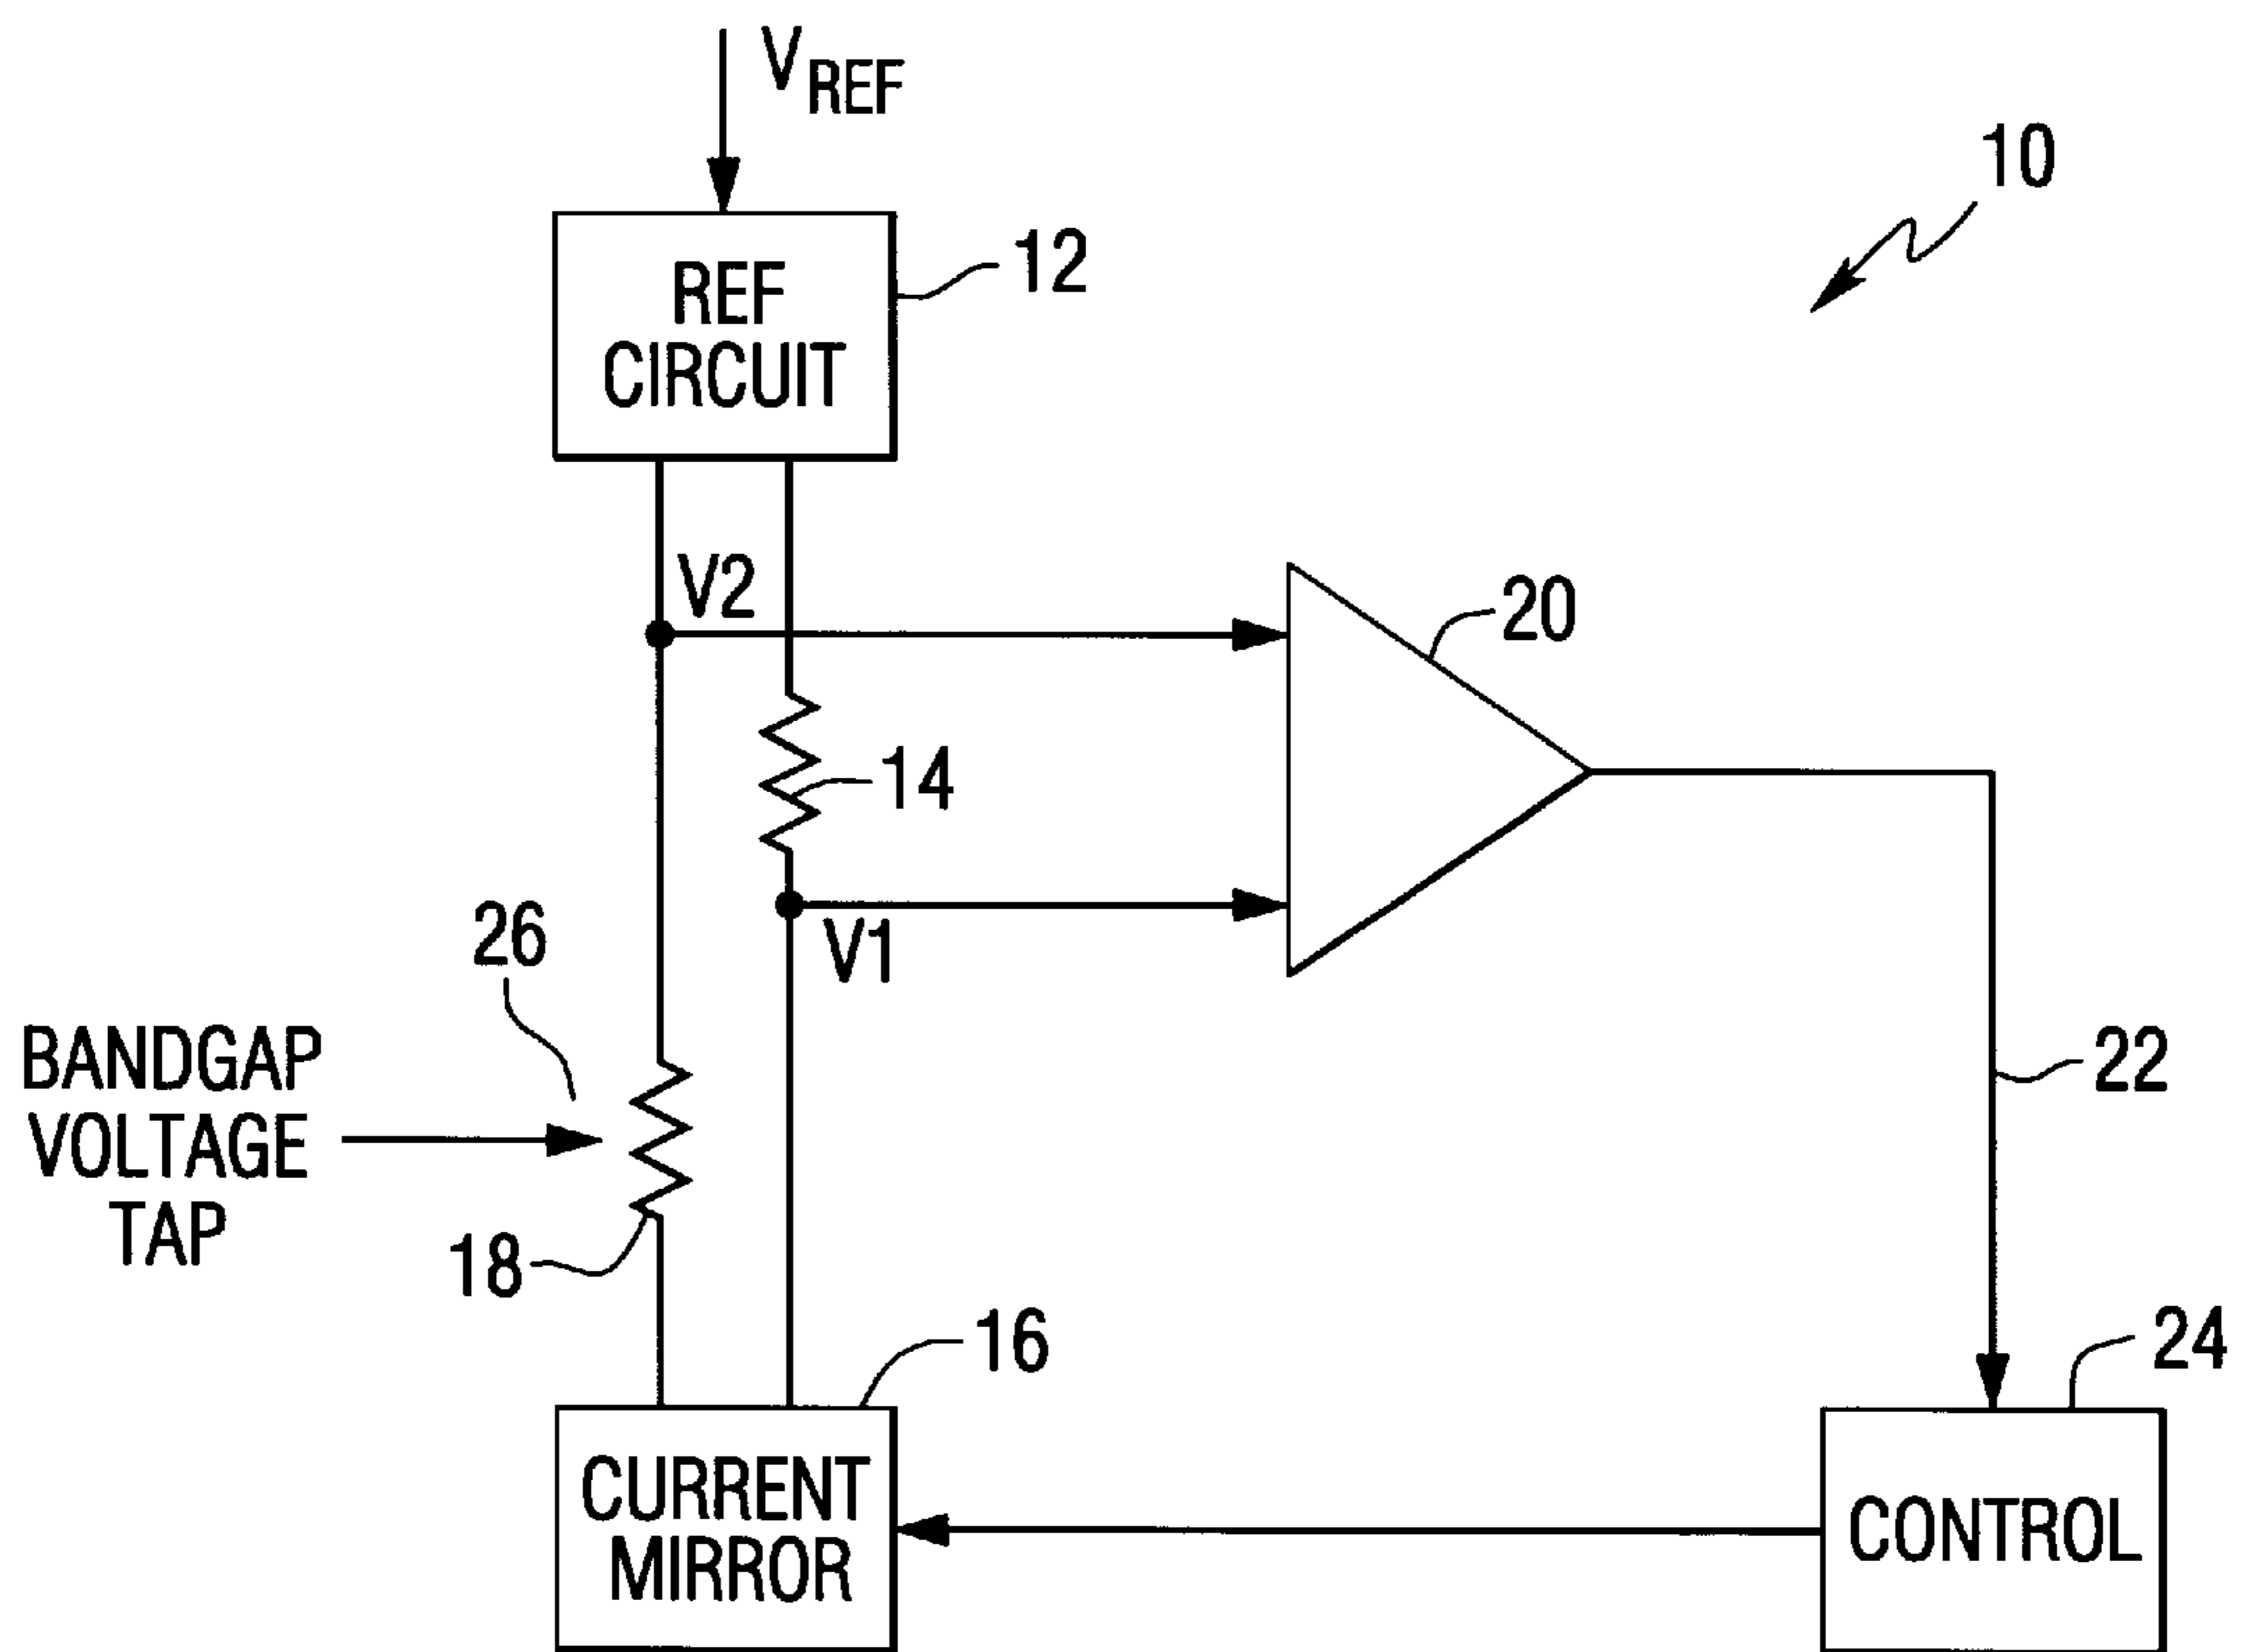 V_REF
10
REF
CIRCUIT
12
V2
20
14
V1
26
BANDGAP
VOLTAGE
TAP
22
18
16
24
CURRENT
MIRROR
CONTROL